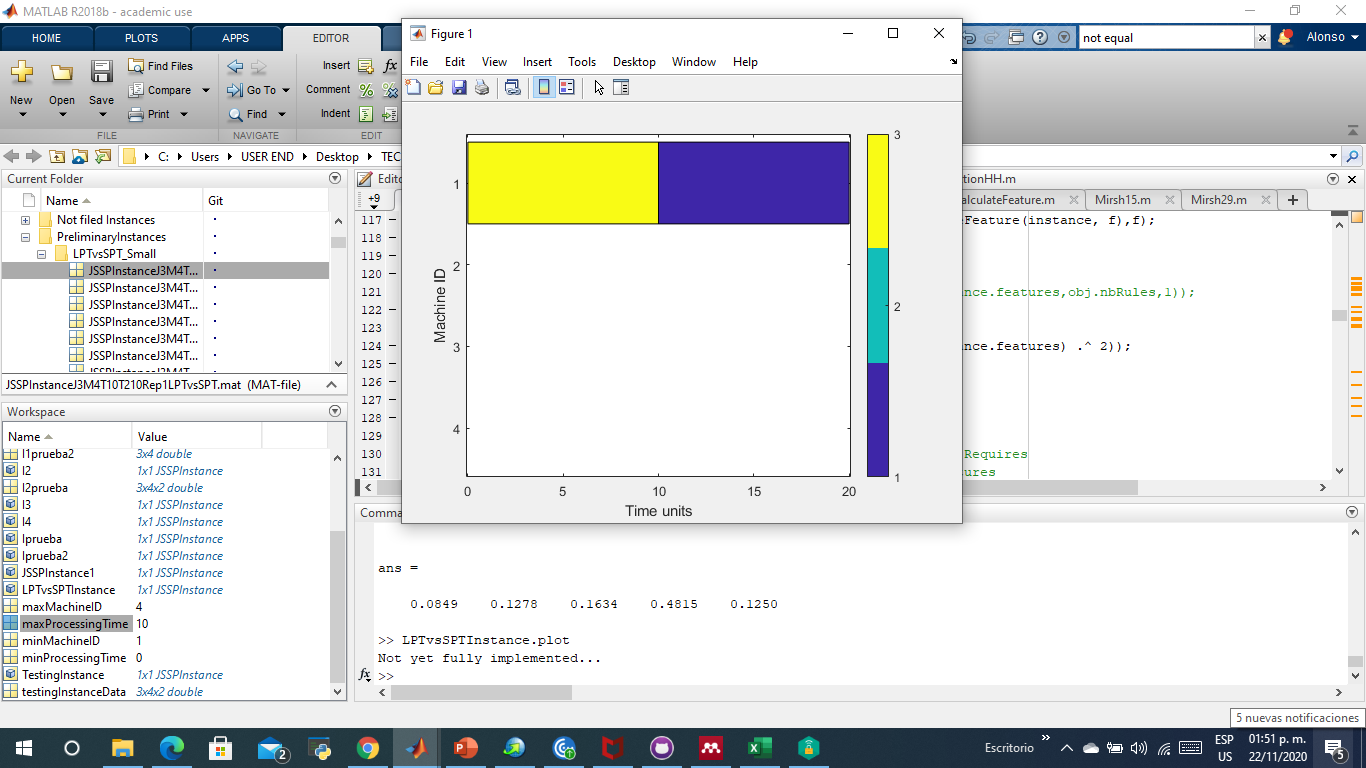 MATLAB R2018b - academic use
HOME PLOTS APPS EDITOR
not equal
Alonso
New Open Save
Find Files
Compare
Print
FILE
Go To
Find
NAVIGATE
Insert
Comment
Indent
EDIT
fx
C: Users USER END Desktop TEC
Current Folder
Name Git
Not filed Instances
PreliminaryInstances
LPTvsSPT_Small
JSSPInstanceJ3M4T...
JSSPInstanceJ3M4T...
JSSPInstanceJ3M4T...
JSSPInstanceJ3M4T...
JSSPInstanceJ3M4T...
JSSPInstanceJ3M4T...
JSSPInstanceJ3M4T10T210Rep1LPTvsSPT.mat (MAT-file)
Workspace
Name Value
I1prueba2 3x4 double
I2 1x1 JSSPInstance
I2prueba 3x4x2 double
I3 1x1 JSSPInstance
I4 1x1 JSSPInstance
Iprueba 1x1 JSSPInstance
Iprueba2 1x1 JSSPInstance
JSSPInstance1 1x1 JSSPInstance
LPTvsSPTInstance 1x1 JSSPInstance
maxMachineID 4
maxProcessingTime 10
minMachineID 1
minProcessingTime 0
TestingInstance 1x1 JSSPInstance
testingInstanceData 3x4x2 double
Figure 1
File Edit View Insert Tools Desktop Window Help
Machine ID
1
2
3
4
0 5 10 15 20
Time units
3
2
1
Edito
ctionHH.m
+9
alculateFeature.m Mirsh15.m Mirsh29.m
117 eFeature(instance, f),f);
118
119
120
121 nce.features,obj.nbRules,1));
122
123
124 nce.features) .^ 2));
125
126
127
128
129
130 Requires
131 ures
Comma
ans =
0.0849 0.1278 0.1634 0.4815 0.1250
>> LPTvsSPTInstance.plot
Not yet fully implemented...
fx >>
5 nuevas notificaciones
2
Escritorio
ESP
US
01:51 p. m.
22/11/2020
5